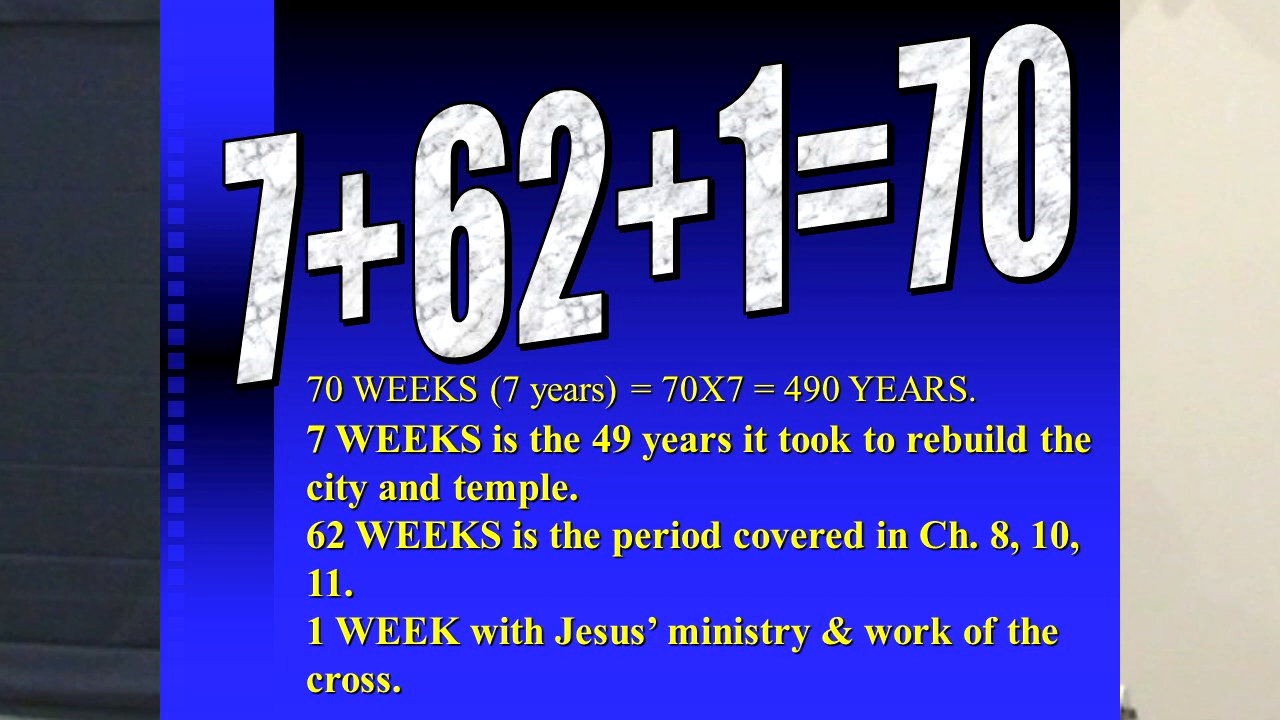 7+62+1=70
70 WEEKS (7 years) = 70X7 = 490 YEARS.
7 WEEKS is the 49 years it took to rebuild the
city and temple.
62 WEEKS is the period covered in Ch. 8, 10,
11.
1 WEEK with Jesus’ ministry & work of the
cross.